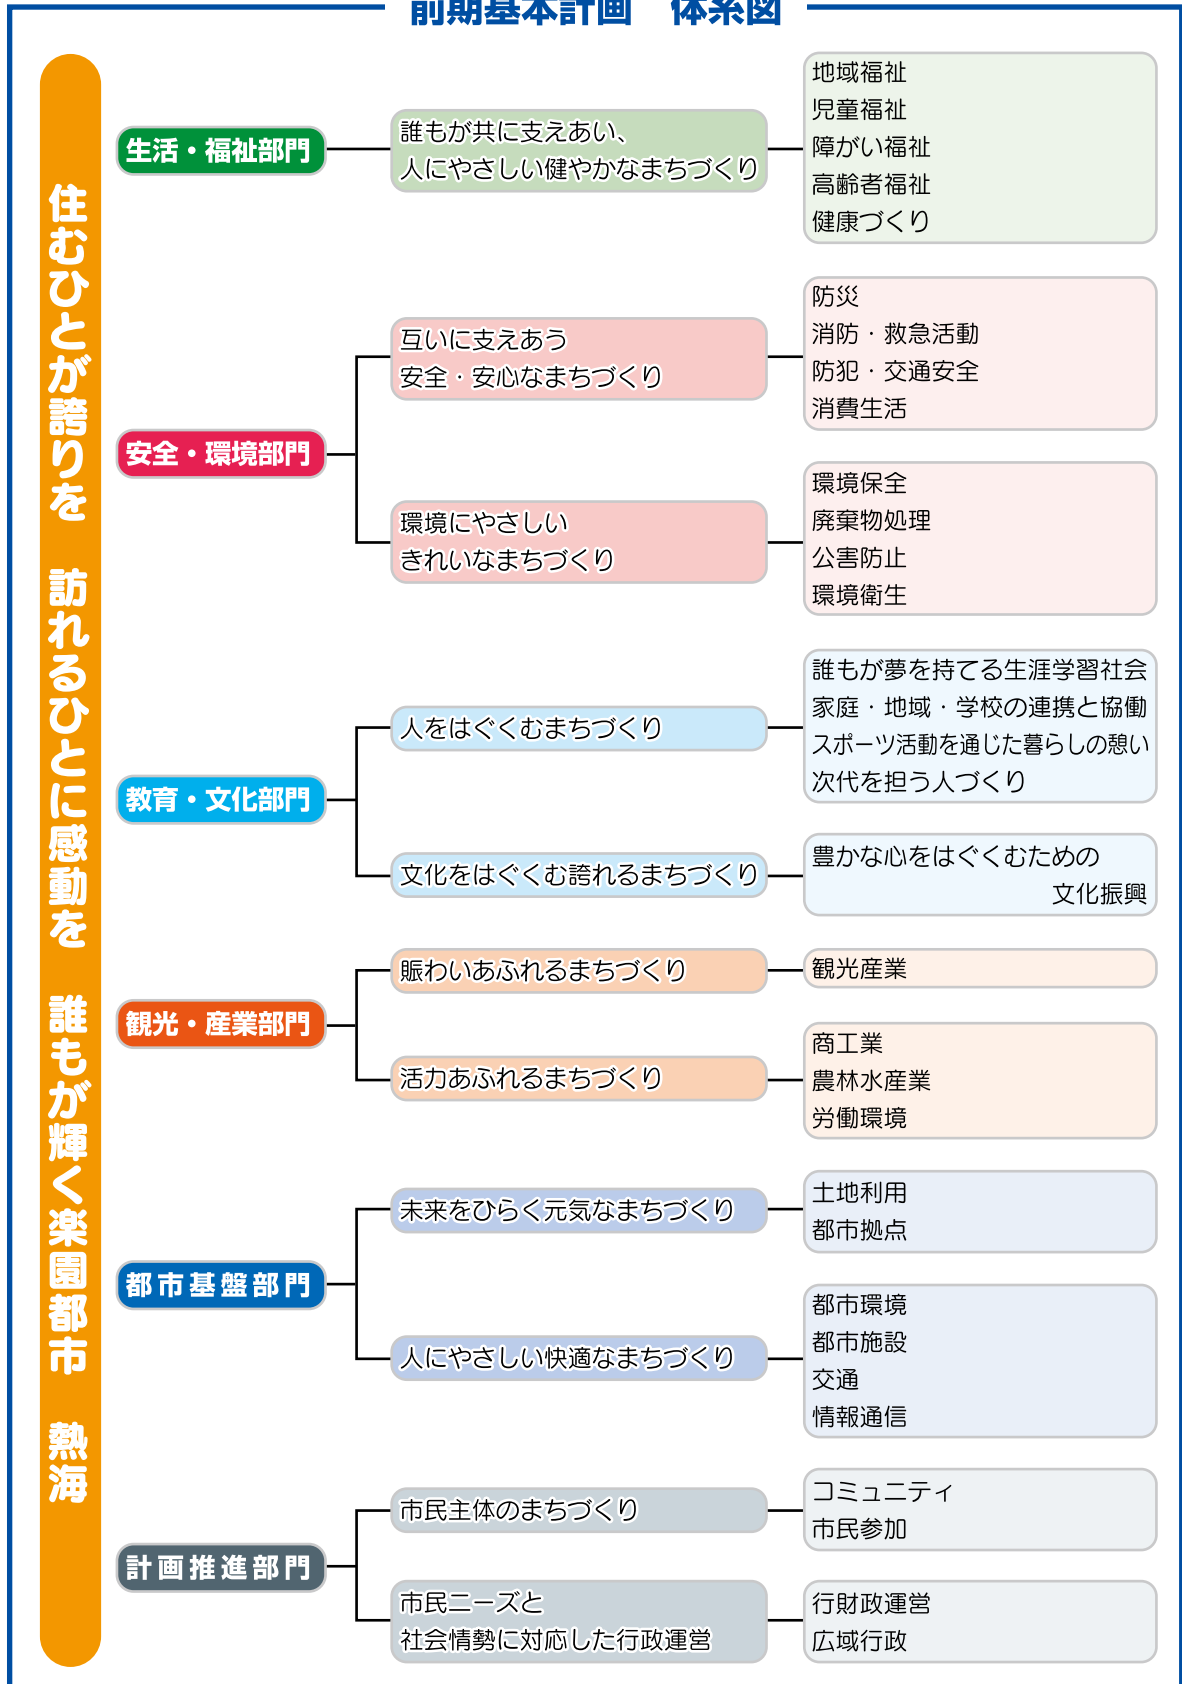 前期基本計画　体系図
住むひとが誇りを　訪れるひとに感動を　誰もが輝く楽園都市　熱海
生活・福祉部門
誰もが共に支えあい、
人にやさしい健やかなまちづくり
地域福祉
児童福祉
障がい福祉
高齢者福祉
健康づくり
安全・環境部門
互いに支えあう
安全・安心なまちづくり
防災
消防・救急活動
防犯・交通安全
消費生活
環境にやさしい
きれいなまちづくり
環境保全
廃棄物処理
公害防止
環境衛生
教育・文化部門
人をはぐくむまちづくり
誰もが夢を持てる生涯学習社会
家庭・地域・学校の連携と協働
スポーツ活動を通じた暮らしの憩い
次代を担う人づくり
文化をはぐくむ誇れるまちづくり
豊かな心をはぐくむための
文化振興
観光・産業部門
賑わいあふれるまちづくり
観光産業
活力あふれるまちづくり
商工業
農林水産業
労働環境
都市基盤部門
未来をひらく元気なまちづくり
土地利用
都市拠点
人にやさしい快適なまちづくり
都市環境
都市施設
交通
情報通信
計画推進部門
市民主体のまちづくり
コミュニティ
市民参加
市民ニーズと
社会情勢に対応した行政運営
行財政運営
広域行政